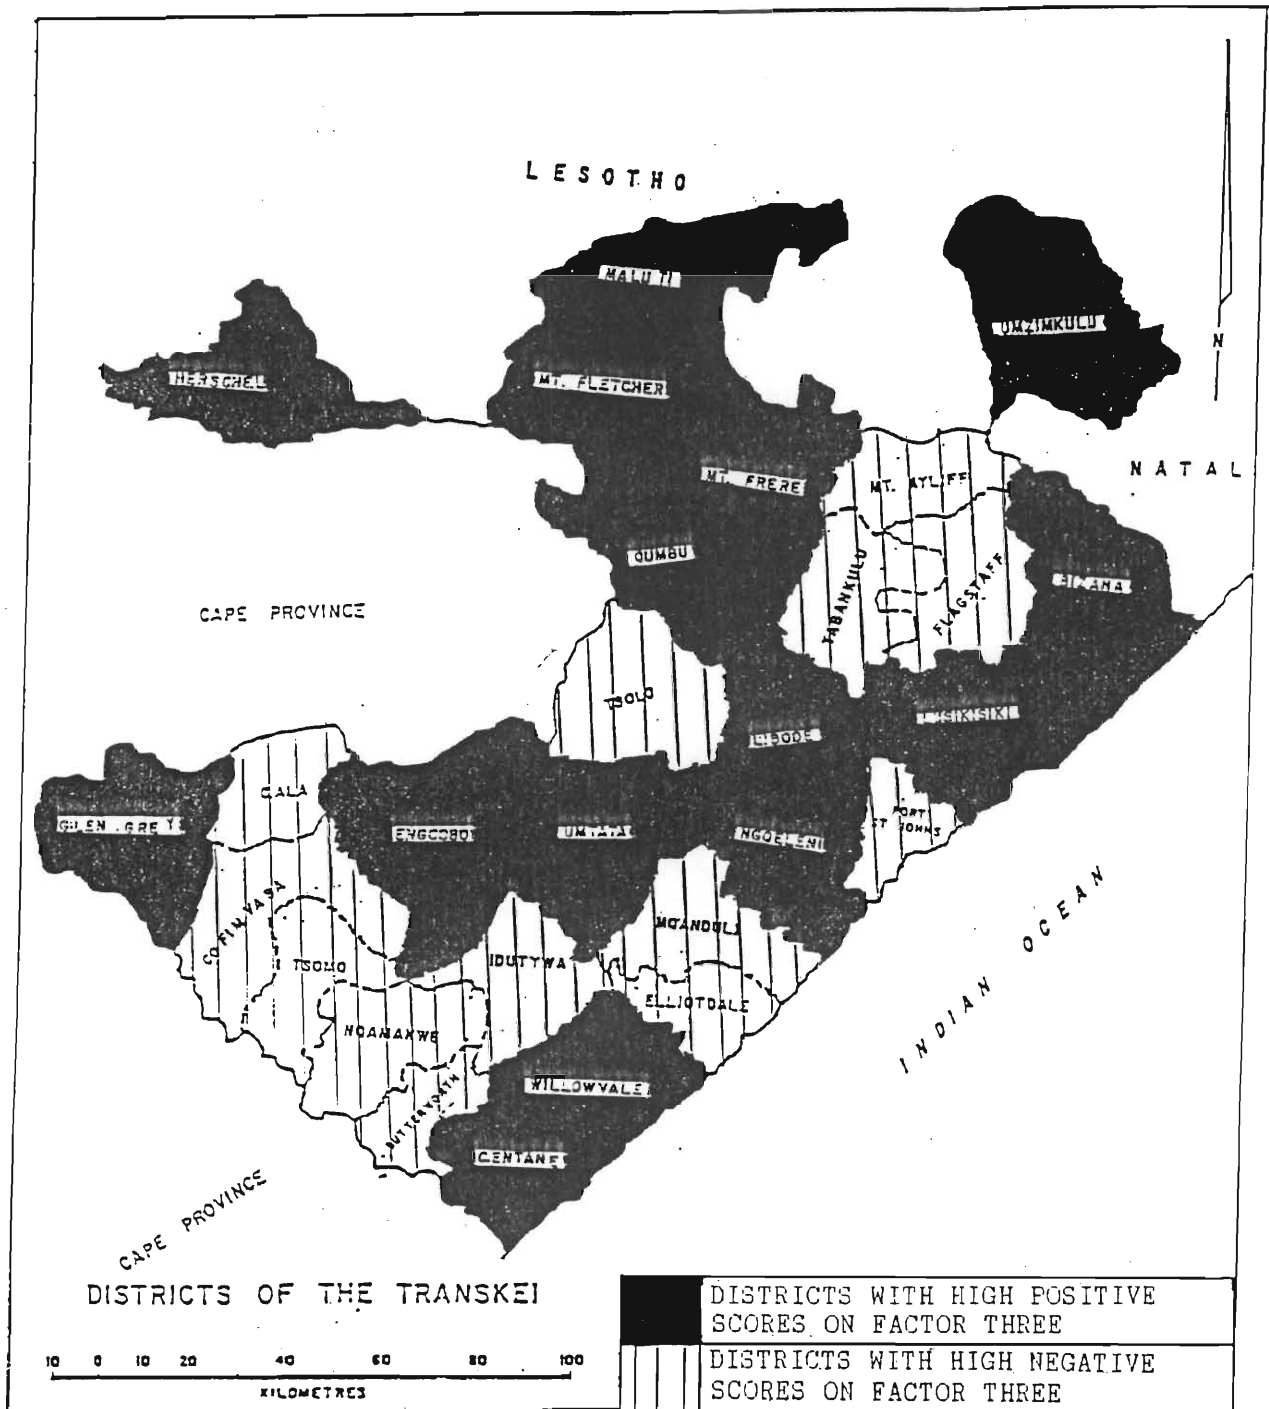 LESOTHO
MALUTI
UMZIMKULU
N
HERSCHEL
MT. FLETCHER
NATAL
MT. FRERE
MT. AYLIFF
QUMBU
BIZANA
TABANKULU
FLAGSTAFF
CAPE PROVINCE
TSOLO
LUSIKISIKI
LIBODE
CALA
GLEN GREY
ENGCOBO
UMTATA
NGQELENI
PORT
ST JOHNS
COFIMVABA
MQANDULI
INDIAN OCEAN
TSOMO
IDUTYWA
ELLIOTDALE
NQAMAKWE
WILLOWVALE
BUTTERWORTH
CENTANE
CAPE PROVINCE
DISTRICTS OF THE TRANSKEI
DISTRICTS WITH HIGH POSITIVE
SCORES ON FACTOR THREE
10 0 10 20 40 60 80 100
KILOMETRES
DISTRICTS WITH HIGH NEGATIVE
SCORES ON FACTOR THREE